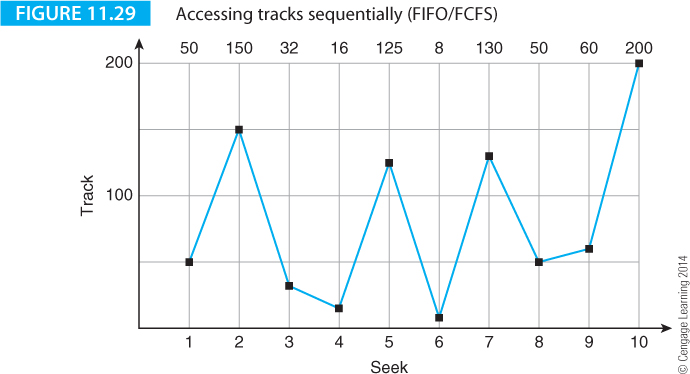 FIGURE 11.29 Accessing tracks sequentially (FIFO/FCFS)
50 150 32 16 125 8 130 50 60 200
200
100
Track
1 2 3 4 5 6 7 8 9 10
Seek
© Cengage Learning 2014